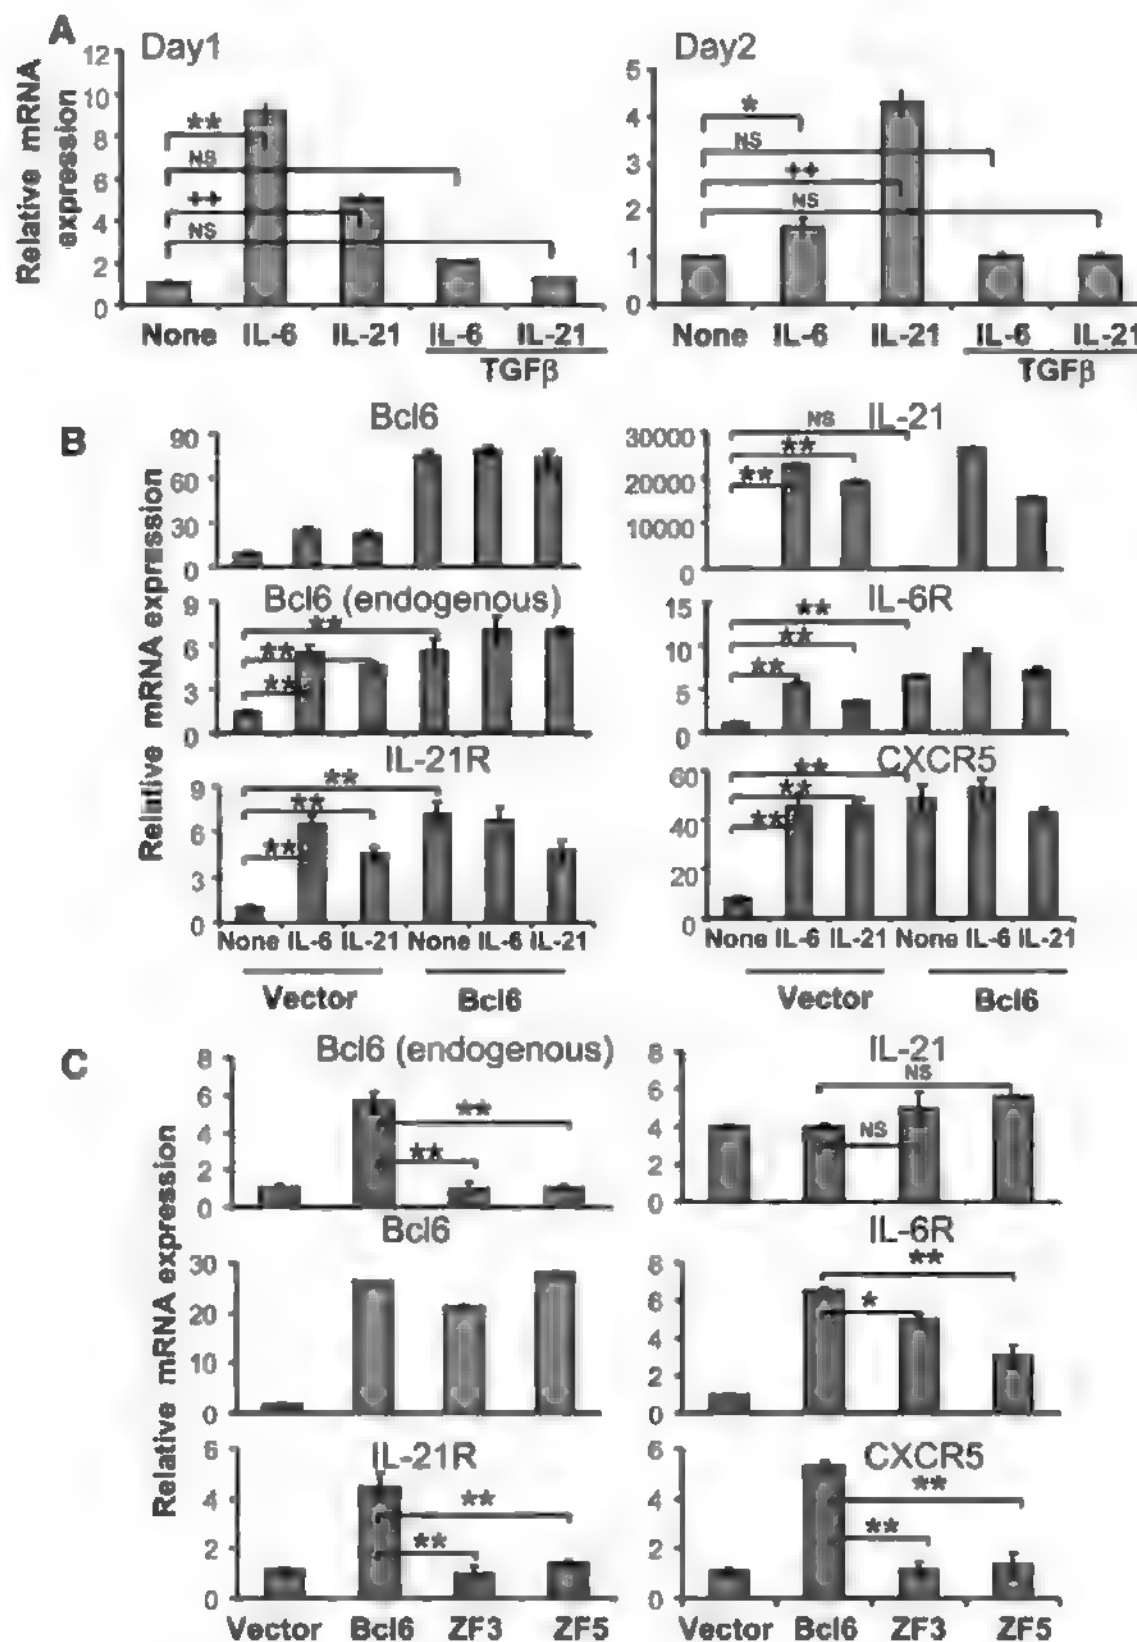 A
Day1
Relative mRNA
expression
12
10
8
6
4
2
0
**
NS
++
NS
None IL-6 IL-21 IL-6 IL-21
TGFβ
Day2
5
4
3
2
1
0
*
NS
++
NS
None IL-6 IL-21 IL-6 IL-21
TGFβ
B
Relative mRNA expression
Bcl6
90
60
30
0
IL-21
30000
20000
10000
0
NS
**
**
Bcl6 (endogenous)
9
6
3
0
**
**
**
IL-6R
15
10
5
0
**
**
**
IL-21R
9
6
3
0
**
**
**
None IL-6 IL-21 None IL-6 IL-21
Vector Bcl6
CXCR5
60
40
20
0
**
**
**
None IL-6 IL-21 None IL-6 IL-21
Vector Bcl6
C
Relative mRNA expression
Bcl6 (endogenous)
8
6
4
2
0
**
**
IL-21
8
6
4
2
0
NS
NS
Bcl6
30
20
10
0
IL-6R
8
6
4
2
0
**
*
IL-21R
6
4
2
0
**
**
Vector Bcl6 ZF3 ZF5
CXCR5
6
4
2
0
**
**
Vector Bcl6 ZF3 ZF5